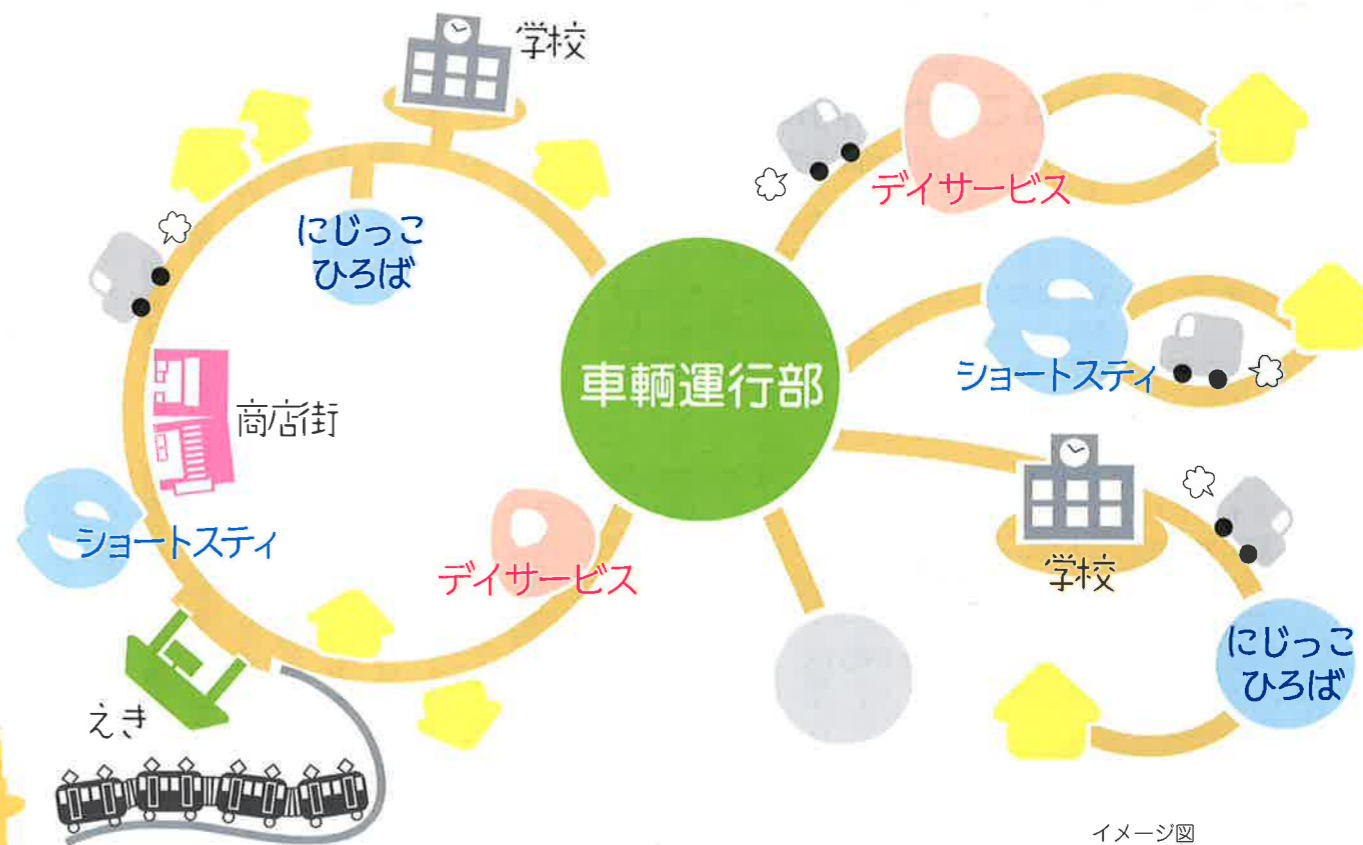 学校
にじっこ
ひろば
商店街
ショートスティ
えき
デイサービス
車輌運行部
デイサービス
ショートスティ
学校
にじっこ
ひろば
イメージ図